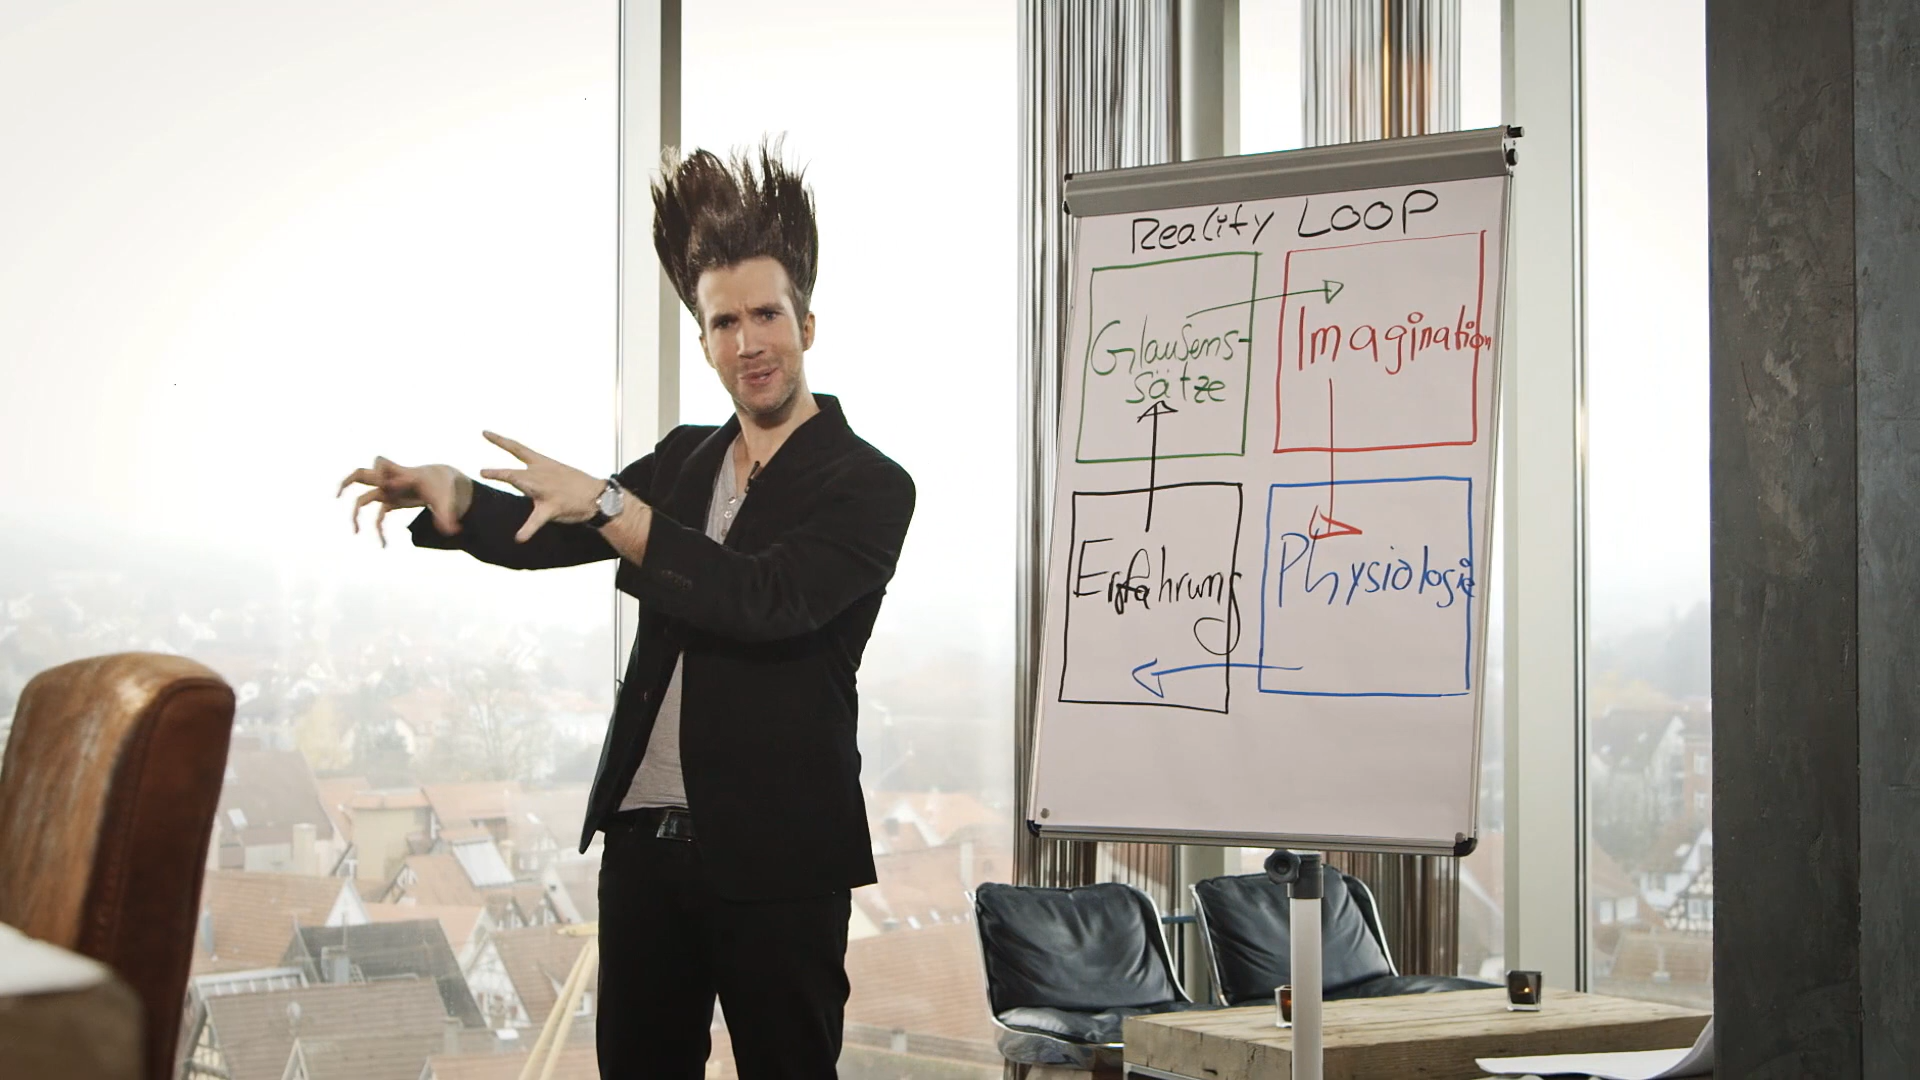 Reality LOOP
Glaubens-
sätze
Imagination
Erfahrung
Physiologie